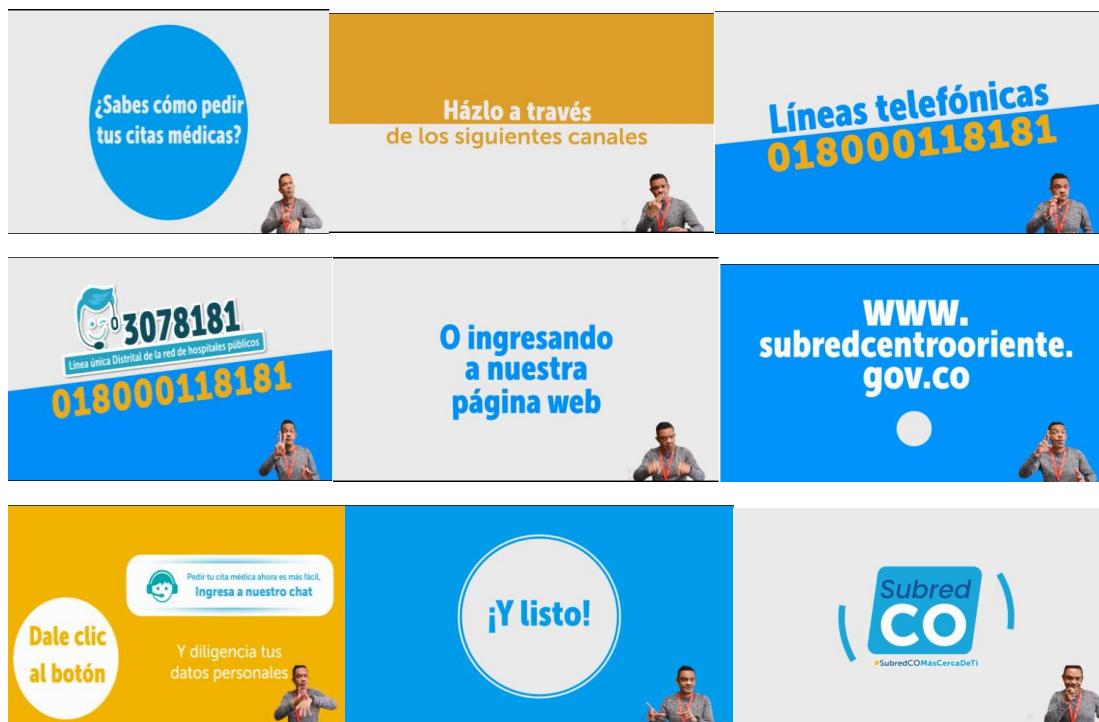 ¿Sabes cómo pedir
tus citas médicas?
Házlo a través
de los siguientes canales
Líneas telefónicas
018000118181
3078181
Línea única Distrital de la red de hospitales públicos
018000118181
O ingresando
a nuestra
página web
www.
subredcentrooriente.
gov.co
Dale clic
al botón
Pedir tu cita médica ahora es más fácil,
Ingresa a nuestro chat
Y diligencia tus
datos personales
¡Y listo!
Subred
CO
#SubredCOMásCercaDeTi